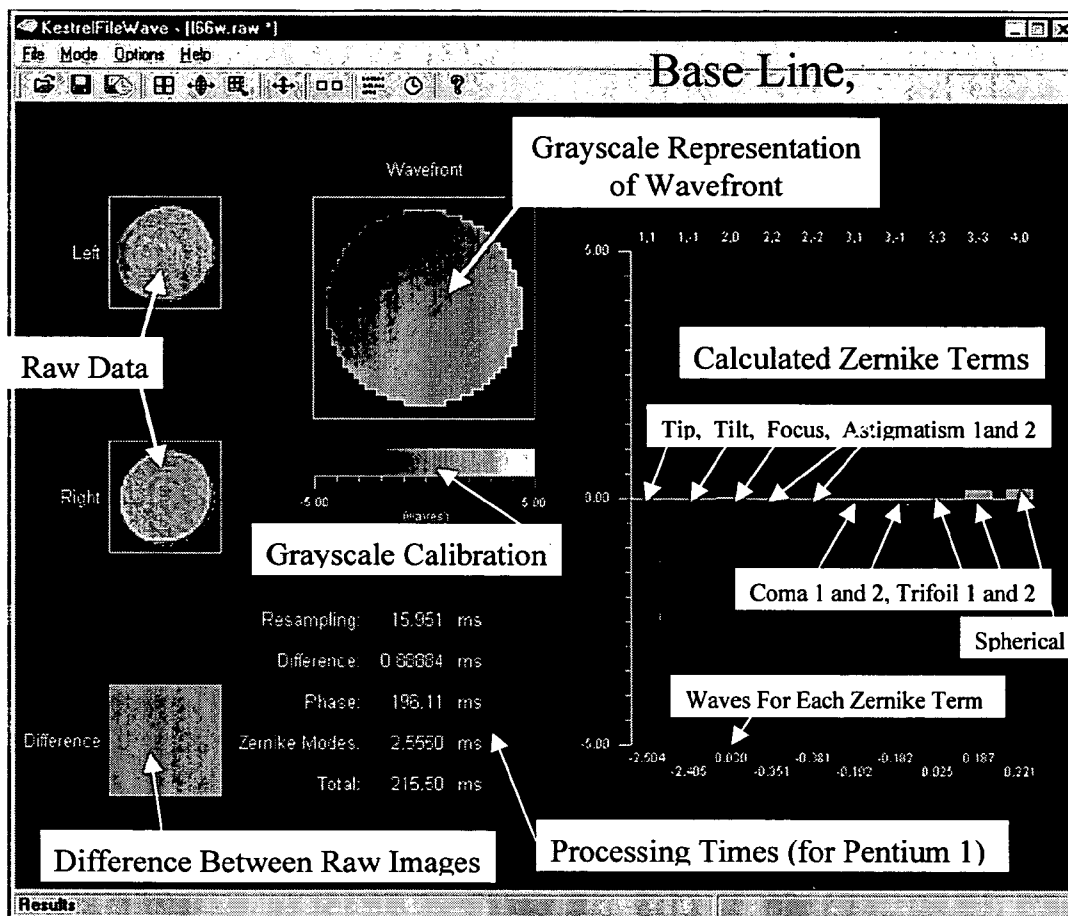 KestrelFileWave - [l66w.raw *]
File Mode Options Help
Base Line,
Grayscale Representation
of Wavefront
Wavefront
Left
Raw Data
Right
-5.00 5.00
(waves)
Grayscale Calibration
1,1 1,-1 2,0 2,2 2,-2 3,1 3,-1 3,3 3,-3 4,0
5.00
Calculated Zernike Terms
Tip, Tilt, Focus, Astigmatism 1and 2
0.00
Coma 1 and 2, Trifoil 1 and 2
Spherical
Waves For Each Zernike Term
-5.00
-2.504 0.030 -0.381 -0.182 0.187
-2.405 -0.351 -0.102 0.025 0.221
Resampling: 15.951 ms
Difference: 0.88884 ms
Phase: 196.11 ms
Zernike Modes: 2.5550 ms
Total: 215.50 ms
Difference
Difference Between Raw Images
Processing Times (for Pentium 1)
Results